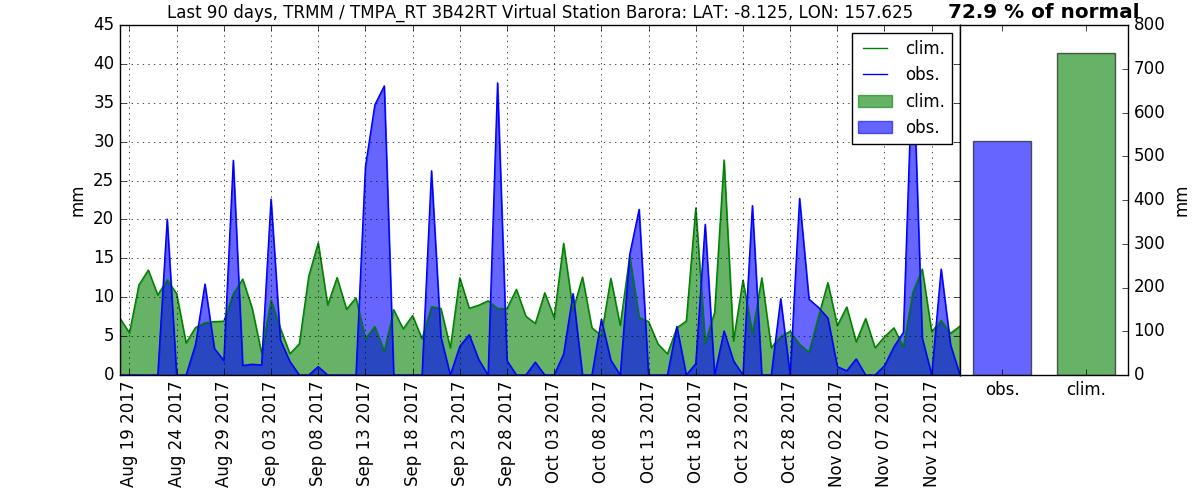 Last 90 days, TRMM / TMPA_RT 3B42RT Virtual Station Barora: LAT: -8.125, LON: 157.625
72.9 % of normal
45
40
35
30
25
20
15
10
5
0
mm
clim.
obs.
clim.
obs.
Aug 19 2017
Aug 24 2017
Aug 29 2017
Sep 03 2017
Sep 08 2017
Sep 13 2017
Sep 18 2017
Sep 23 2017
Sep 28 2017
Oct 03 2017
Oct 08 2017
Oct 13 2017
Oct 18 2017
Oct 23 2017
Oct 28 2017
Nov 02 2017
Nov 07 2017
Nov 12 2017
800
700
600
500
400
300
200
100
0
mm
obs.
clim.